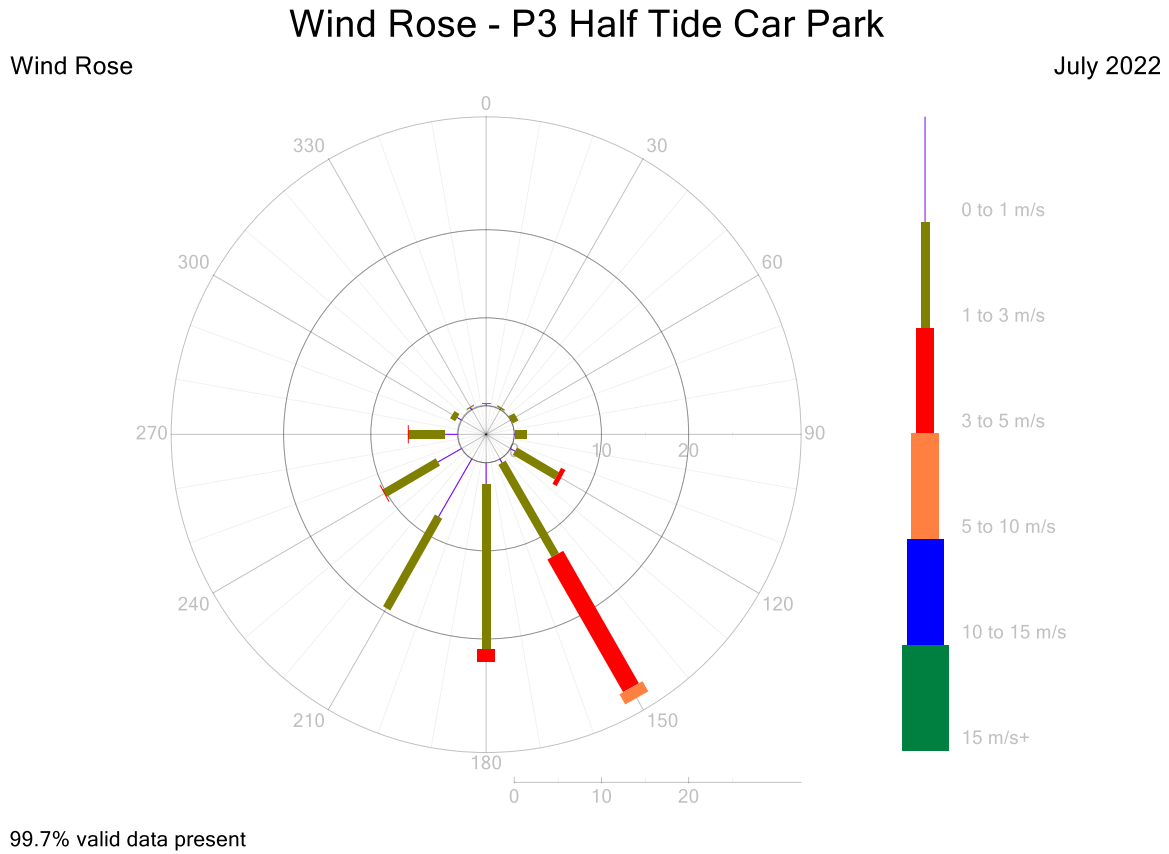 Wind Rose - P3 Half Tide Car Park
Wind Rose
July 2022
0
330
30
300
60
270
90
10
20
240
120
210
150
180
0
10
20
0 to 1 m/s
1 to 3 m/s
3 to 5 m/s
5 to 10 m/s
10 to 15 m/s
15 m/s+
99.7% valid data present